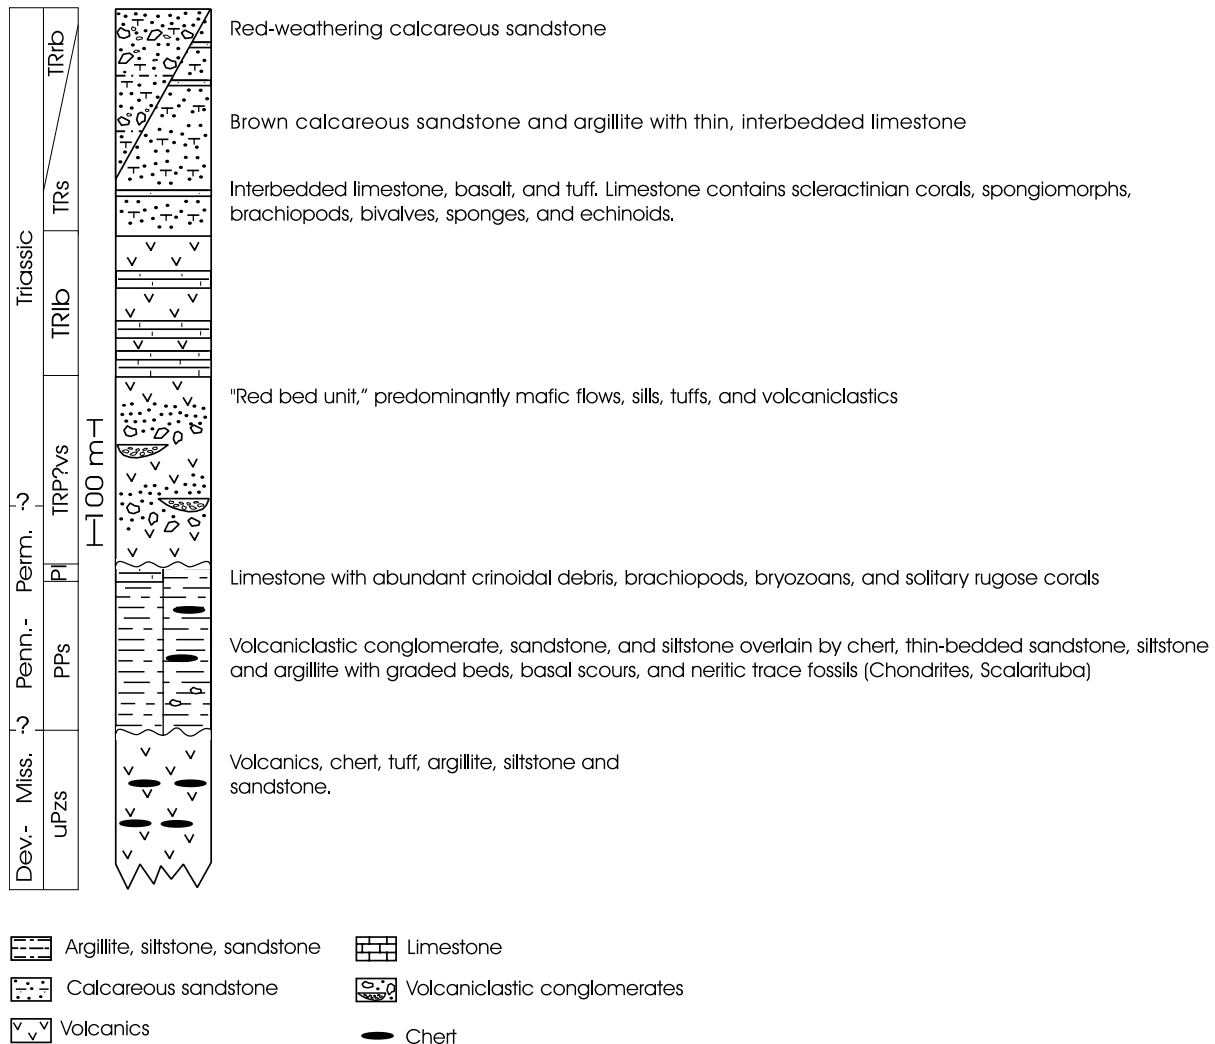 Red-weathering calcareous sandstone
Brown calcareous sandstone and argillite with thin, interbedded limestone
Interbedded limestone, basalt, and tuff. Limestone contains scleractinian corals, spongiomorphs,
brachiopods, bivalves, sponges, and echinoids.
"Red bed unit,” predominantly mafic flows, sills, tuffs, and volcaniclastics
Limestone with abundant crinoidal debris, brachiopods, bryozoans, and solitary rugose corals
Volcaniclastic conglomerate, sandstone, and siltstone overlain by chert, thin-bedded sandstone, siltstone
and argillite with graded beds, basal scours, and neritic trace fossils (Chondrites, Scalarituba)
Volcanics, chert, tuff, argillite, siltstone and
sandstone.
Triassic
-?
Penn.- Perm.
-?
Dev.- Miss.
TRrb
TRs
TRlb
TRP?vs
Pl
PPs
uPzs
100 m
Argillite, siltstone, sandstone
Limestone
Calcareous sandstone
Volcaniclastic conglomerates
Volcanics
Chert